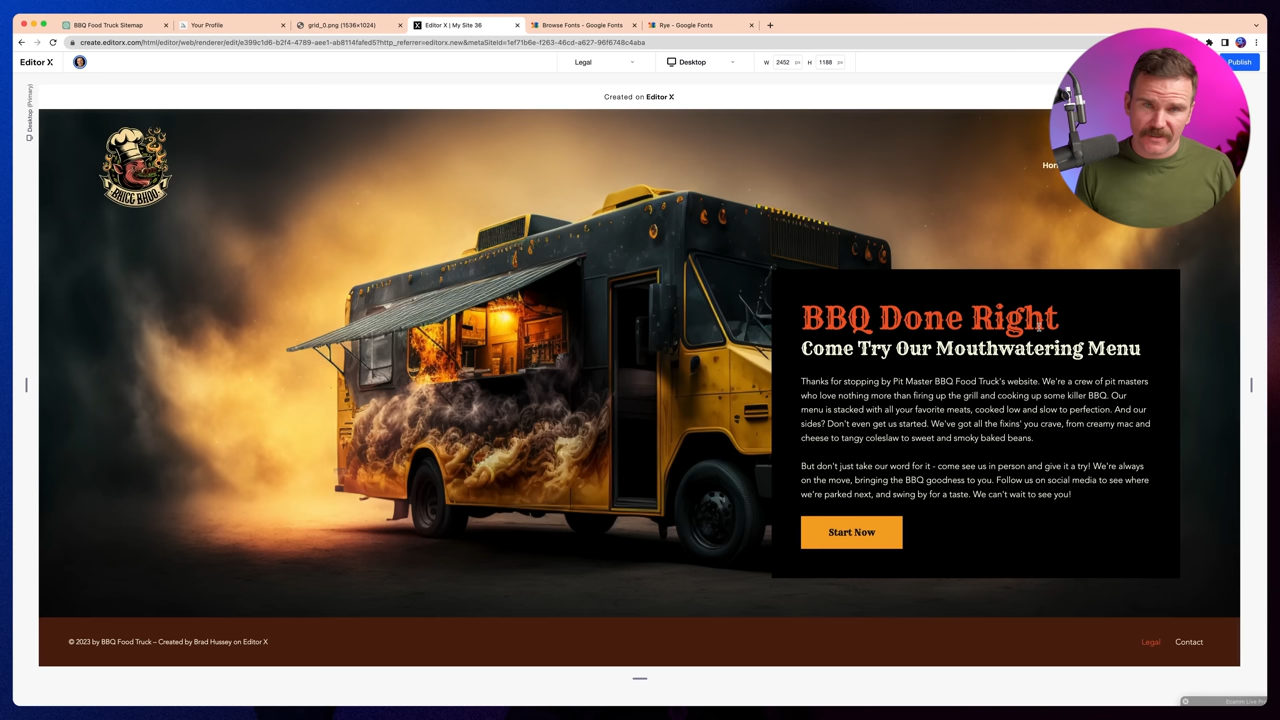 BBQ Food Truck Sitemap
Your Profile
grid_0.png (1536×1024)
Editor X | My Site 36
Browse Fonts - Google Fonts
Rye - Google Fonts
create.editorx.com/html/editor/web/renderer/edit/e399c1d6-b2f4-4789-aee1-ab8114fafed5?http_referrer=editorx.new&metaSiteId=1ef71b6e-f263-46cd-a627-96f6748c4aba
Editor X
Legal
Desktop
W 2452 px H 1188 px
Publish
Desktop (Primary)
Created on Editor X
BBQ Done Right
Come Try Our Mouthwatering Menu
Thanks for stopping by Pit Master BBQ Food Truck's website. We're a crew of pit masters
who love nothing more than firing up the grill and cooking up some killer BBQ. Our
menu is stacked with all your favorite meats, cooked low and slow to perfection. And our
sides? Don't even get us started. We've got all the fixins' you crave, from creamy mac and
cheese to tangy coleslaw to sweet and smoky baked beans.
But don't just take our word for it - come see us in person and give it a try! We're always
on the move, bringing the BBQ goodness to you. Follow us on social media to see where
we're parked next, and swing by for a taste. We can't wait to see you!
Start Now
© 2023 by BBQ Food Truck – Created by Brad Hussey on Editor X
Legal
Contact